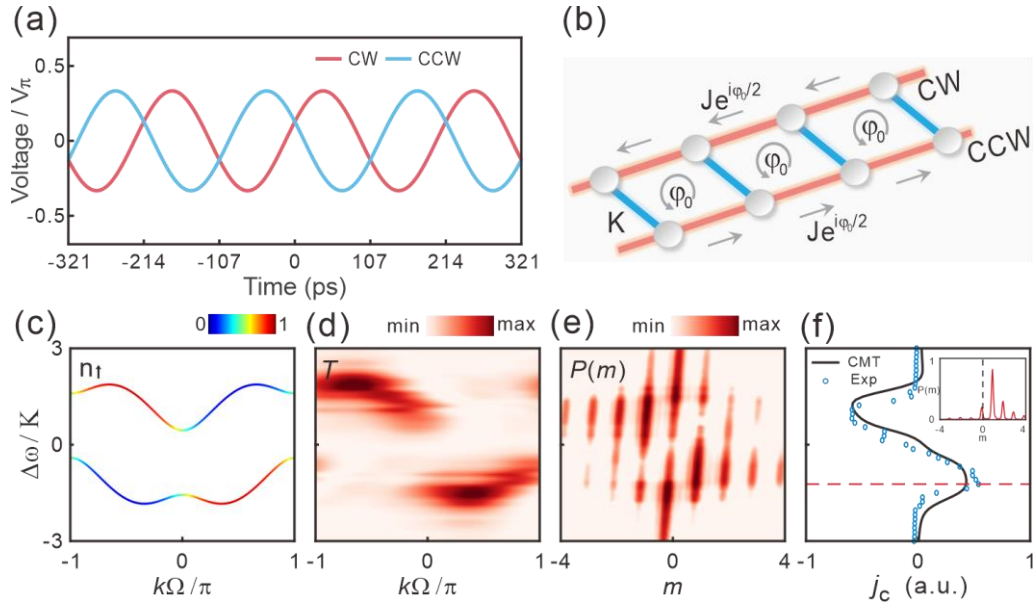 (a)
Voltage / Vπ
0.5
0
-0.5
CW CCW
-321 -214 -107 0 107 214 321
Time (ps)
(b)
Je^{iφ₀/2}
CW
CCW
φ₀ φ₀ φ₀
K
Je^{iφ₀/2}
(c)
0 1
n↑
Δω / K
3
0
-3
-1 0 1
kΩ/π
(d)
min max
T
-1 0 1
kΩ/π
(e)
min max
P(m)
-4 0 4
m
(f)
CMT
Exp
1
P(m)
0
-4 0 4
m
-1 0 1
j_c (a.u.)